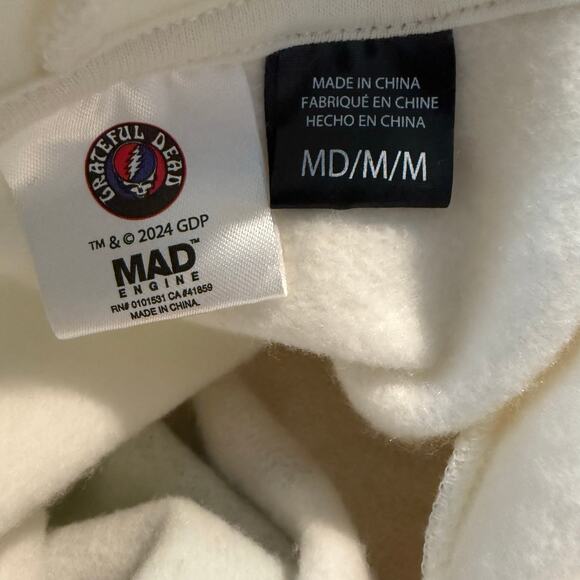 GRATEFUL DEAD
™ & © 2024 GDP
MAD™
ENGINE
RN# 0101531 CA #41859
MADE IN CHINA.
MADE IN CHINA
FABRIQUÉ EN CHINE
HECHO EN CHINA
MD/M/M